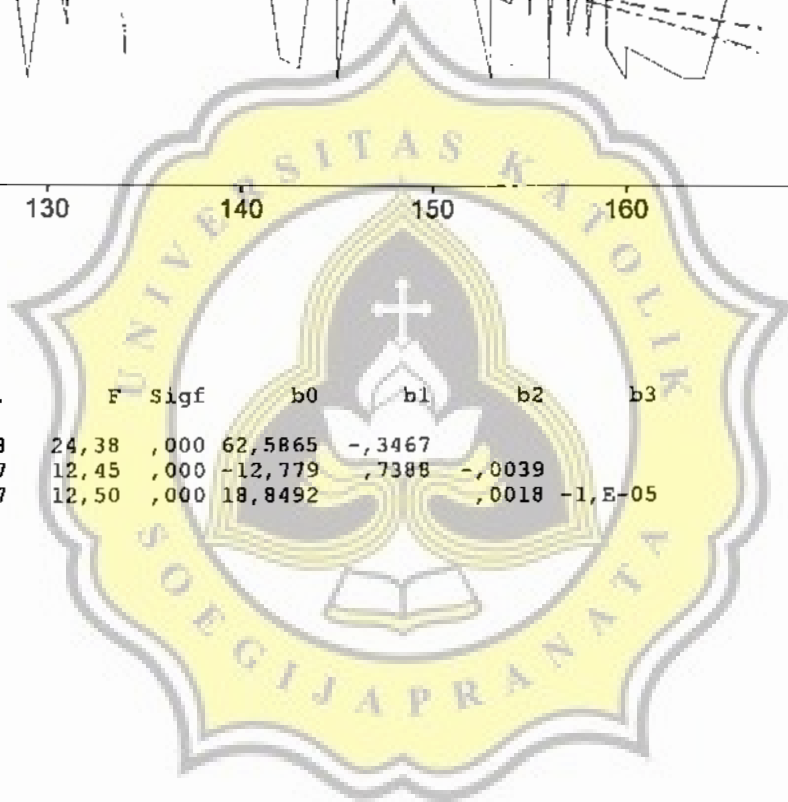 130 140 150 160
UNIVERSITAS KATOLIK
F Sigf b0 b1 b2 b3
24,38 ,000 62,5865 -,3467
12,45 ,000 -12,779 ,7388 -,0039
12,50 ,000 18,8492 ,0018 -1,E-05
SOEGIJAPRANATA